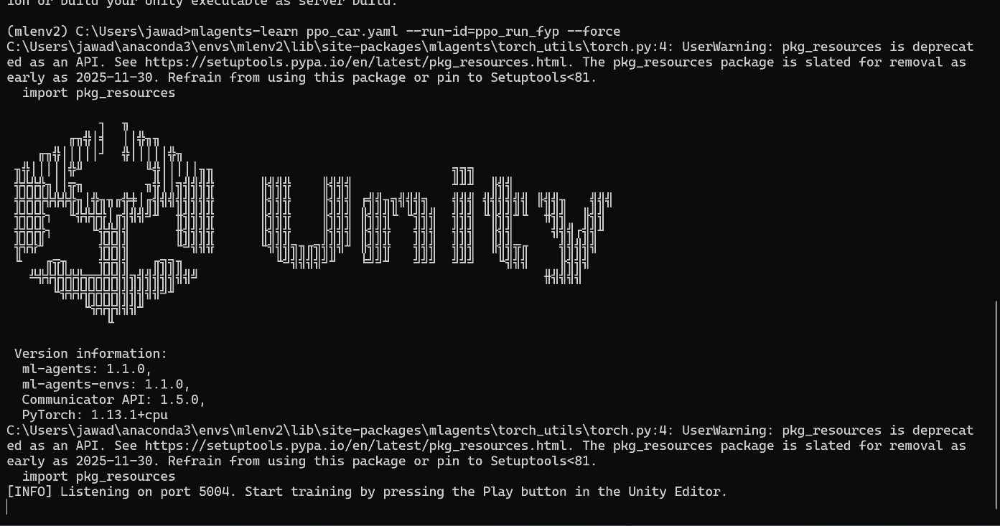 ion or build your Unity executable as server build.
(mlenv2) C:\Users\jawad>mlagents-learn ppo_car.yaml --run-id=ppo_run_fyp --force
C:\Users\jawad\anaconda3\envs\mlenv2\lib\site-packages\mlagents\torch_utils\torch.py:4: UserWarning: pkg_resources is deprecat
ed as an API. See https://setuptools.pypa.io/en/latest/pkg_resources.html. The pkg_resources package is slated for removal as
early as 2025-11-30. Refrain from using this package or pin to Setuptools<81.
import pkg_resources
unity
Version information:
ml-agents: 1.1.0,
ml-agents-envs: 1.1.0,
Communicator API: 1.5.0,
PyTorch: 1.13.1+cpu
C:\Users\jawad\anaconda3\envs\mlenv2\lib\site-packages\mlagents\torch_utils\torch.py:4: UserWarning: pkg_resources is deprecat
ed as an API. See https://setuptools.pypa.io/en/latest/pkg_resources.html. The pkg_resources package is slated for removal as
early as 2025-11-30. Refrain from using this package or pin to Setuptools<81.
import pkg_resources
[INFO] Listening on port 5004. Start training by pressing the Play button in the Unity Editor.